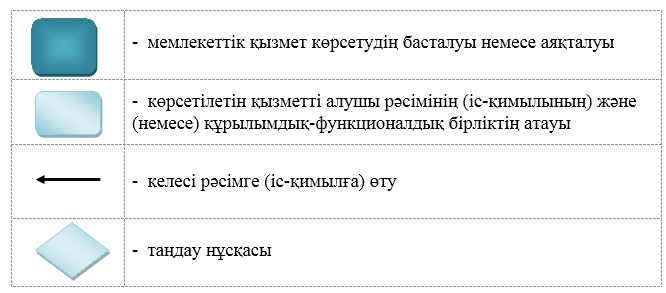 - мемлекеттік қызмет көрсетудің басталуы немесе аяқталуы
- көрсетілетін қызметті алушы рәсімінің (іс-қимылының) және
(немесе) құрылымдық-функционалдық бірліктің атауы
- келесі рәсімге (іс-қимылға) өту
- таңдау нұсқасы